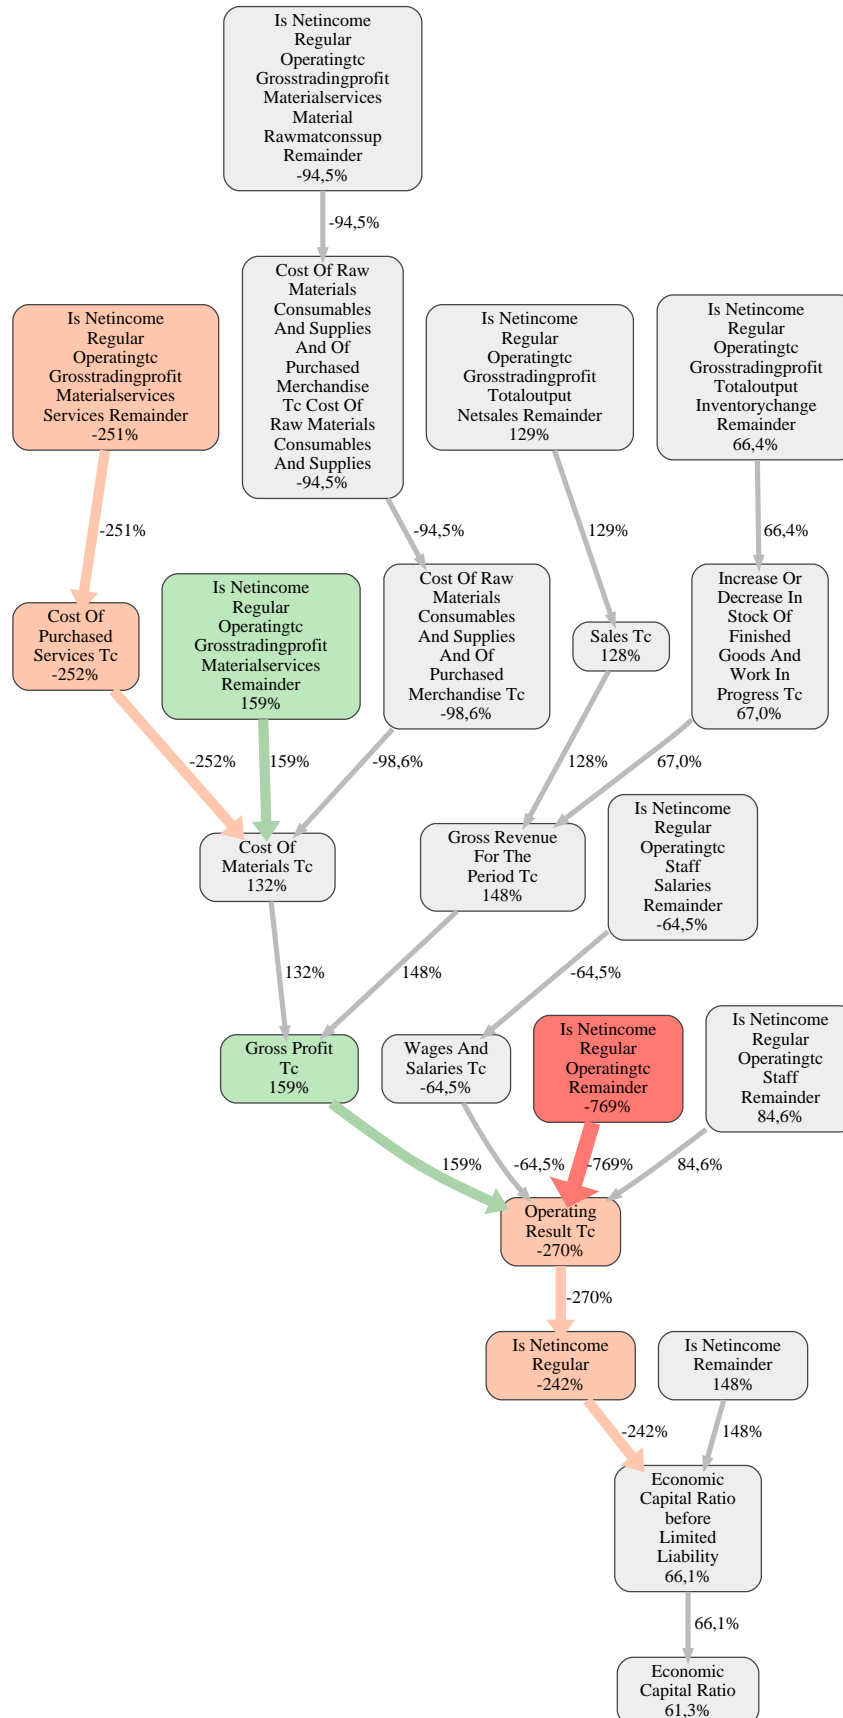 Is Netincome
Regular
Operatingtc
Grosstradingprofit
Materialservices
Material
Rawmatconssup
Remainder
-94,5%
-94,5%
Cost Of Raw
Materials
Consumables
And Supplies
And Of
Purchased
Merchandise
Tc Cost Of
Raw Materials
Consumables
And Supplies
-94,5%
Is Netincome
Regular
Operatingtc
Grosstradingprofit
Materialservices
Services Remainder
-251%
Is Netincome
Regular
Operatingtc
Grosstradingprofit
Totaloutput
Netsales Remainder
129%
Is Netincome
Regular
Operatingtc
Grosstradingprofit
Totaloutput
Inventorychange
Remainder
66,4%
-251%
-94,5%
129%
66,4%
Cost Of
Purchased
Services Tc
-252%
Is Netincome
Regular
Operatingtc
Grosstradingprofit
Materialservices
Remainder
159%
Cost Of Raw
Materials
Consumables
And Supplies
And Of
Purchased
Merchandise Tc
-98,6%
Sales Tc
128%
Increase Or
Decrease In
Stock Of
Finished
Goods And
Work In
Progress Tc
67,0%
-252%
159%
-98,6%
128%
67,0%
Cost Of
Materials Tc
132%
Gross Revenue
For The
Period Tc
148%
Is Netincome
Regular
Operatingtc
Staff
Salaries
Remainder
-64,5%
132%
148%
-64,5%
Gross Profit
Tc
159%
Wages And
Salaries Tc
-64,5%
Is Netincome
Regular
Operatingtc
Remainder
-769%
Is Netincome
Regular
Operatingtc
Staff
Remainder
84,6%
159%
-64,5%
-769%
84,6%
Operating
Result Tc
-270%
-270%
Is Netincome
Regular
-242%
Is Netincome
Remainder
148%
-242%
148%
Economic
Capital Ratio
before
Limited
Liability
66,1%
66,1%
Economic
Capital Ratio
61,3%